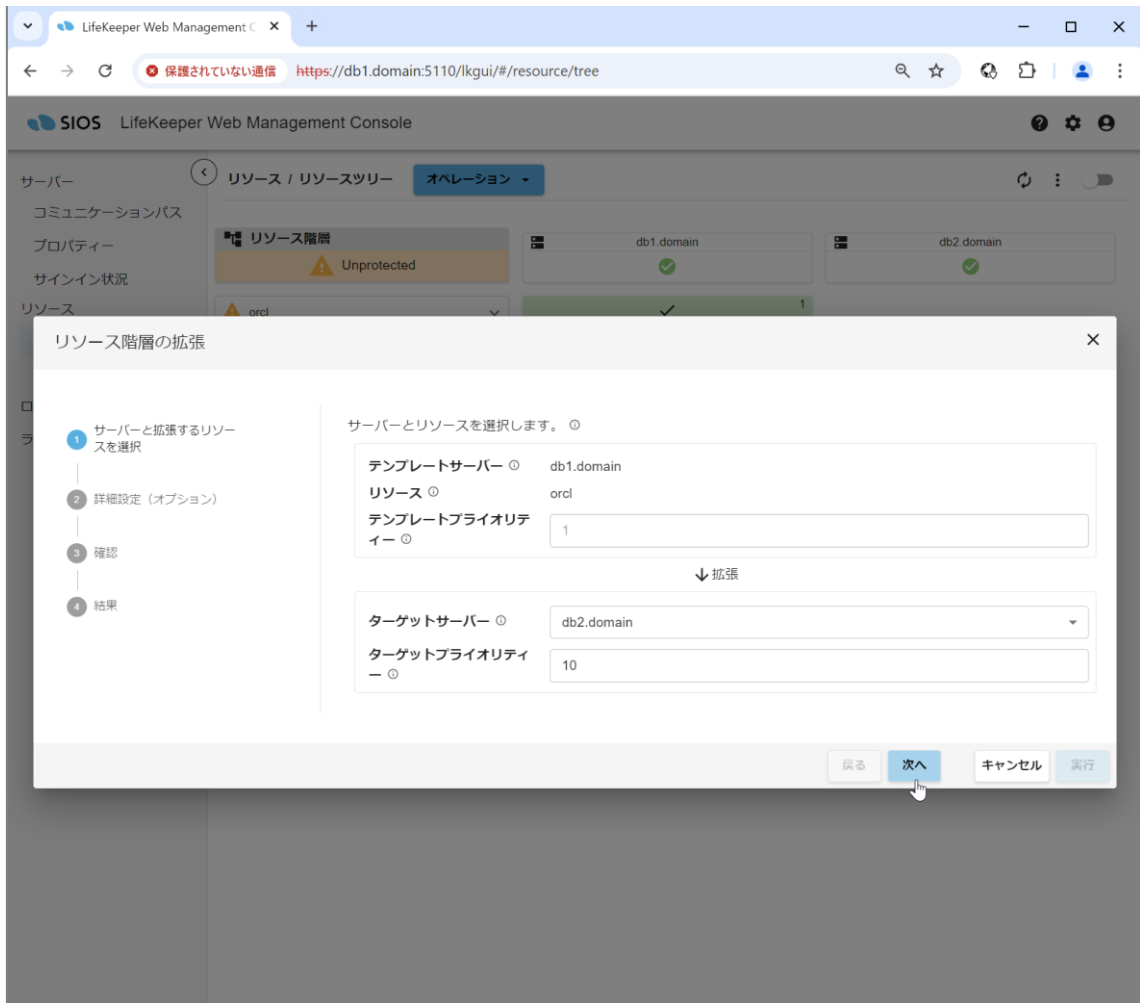 LifeKeeper Web Management C
保護されていない通信 https://db1.domain:5110/lkgui/#/resource/tree
SIOS LifeKeeper Web Management Console
サーバー
コミュニケーションパス
プロパティー
サインイン状況
リソース
リソース / リソースツリー オペレーション
リソース階層 db1.domain db2.domain
Unprotected
orcl 1
リソース階層の拡張
1 サーバーと拡張するリソー
スを選択
2 詳細設定（オプション）
3 確認
4 結果
サーバーとリソースを選択します。
テンプレートサーバー db1.domain
リソース orcl
テンプレートプライオリテ
ィー 1
拡張
ターゲットサーバー db2.domain
ターゲットプライオリティ
ー 10
戻る 次へ キャンセル 実行